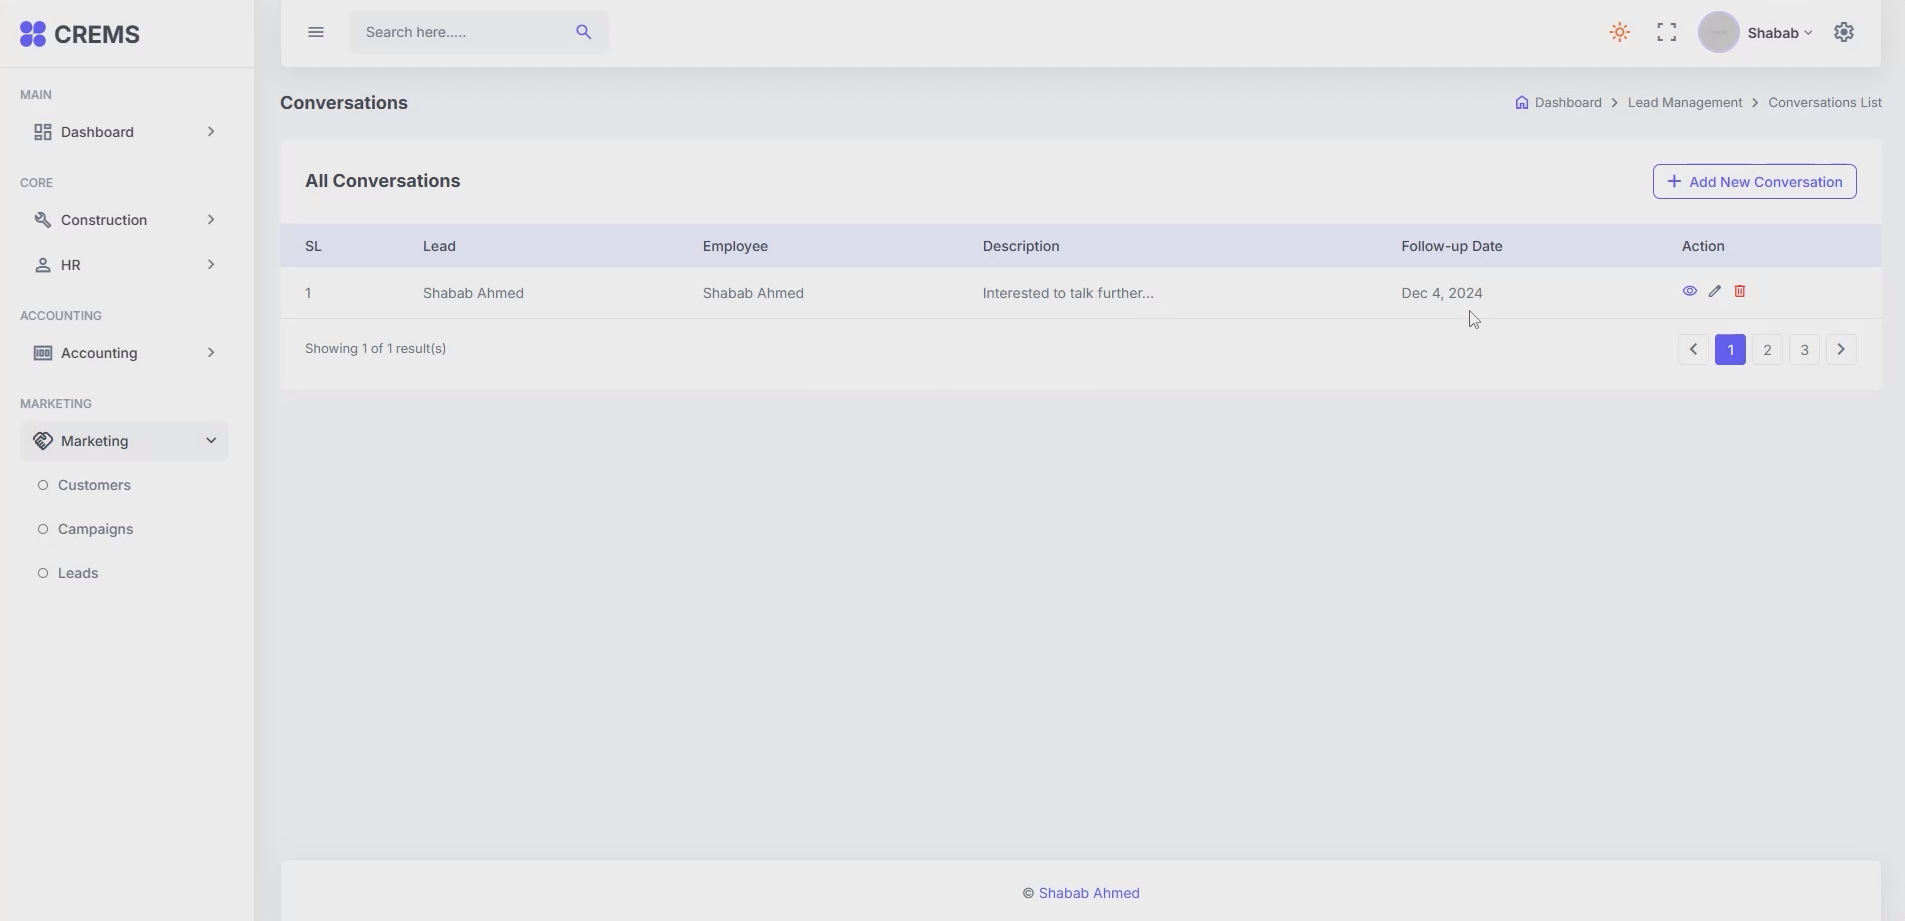 CREMS
Search here.....
Shabab
MAIN
Dashboard
CORE
Construction
HR
ACCOUNTING
Accounting
MARKETING
Marketing
Customers
Campaigns
Leads
Conversations
Dashboard > Lead Management > Conversations List
All Conversations
+ Add New Conversation
SL Lead Employee Description Follow-up Date Action
1 Shabab Ahmed Shabab Ahmed Interested to talk further... Dec 4, 2024
Showing 1 of 1 result(s)
1 2 3
© Shabab Ahmed